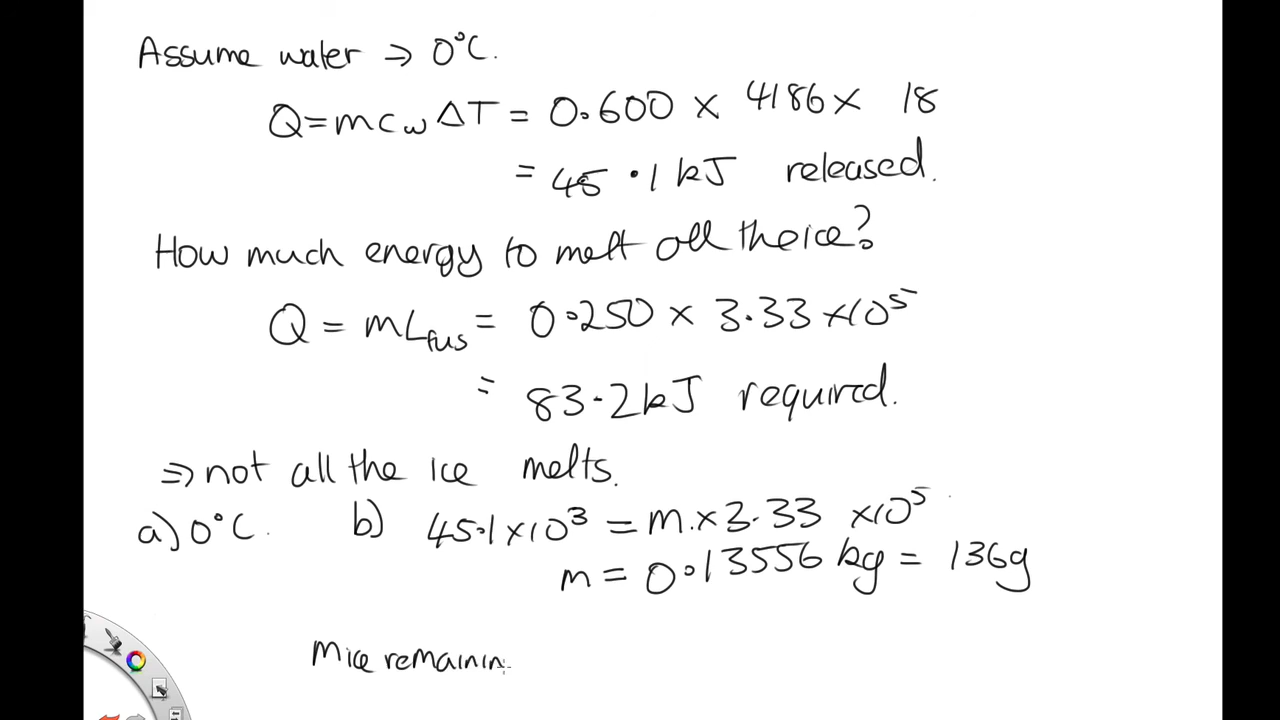 Assume water ⇒ 0°C.
Q = mc_w ΔT = 0.600 × 4186 × 18
= 45.1 kJ released.
How much energy to melt all the ice?
Q = mL_fus = 0.250 × 3.33 × 10⁵
= 83.2 kJ required.
⇒ not all the ice melts.
a) 0°C. b) 45.1 × 10³ = m × 3.33 × 10⁵
m = 0.13556 kg = 136g
Mice remainin